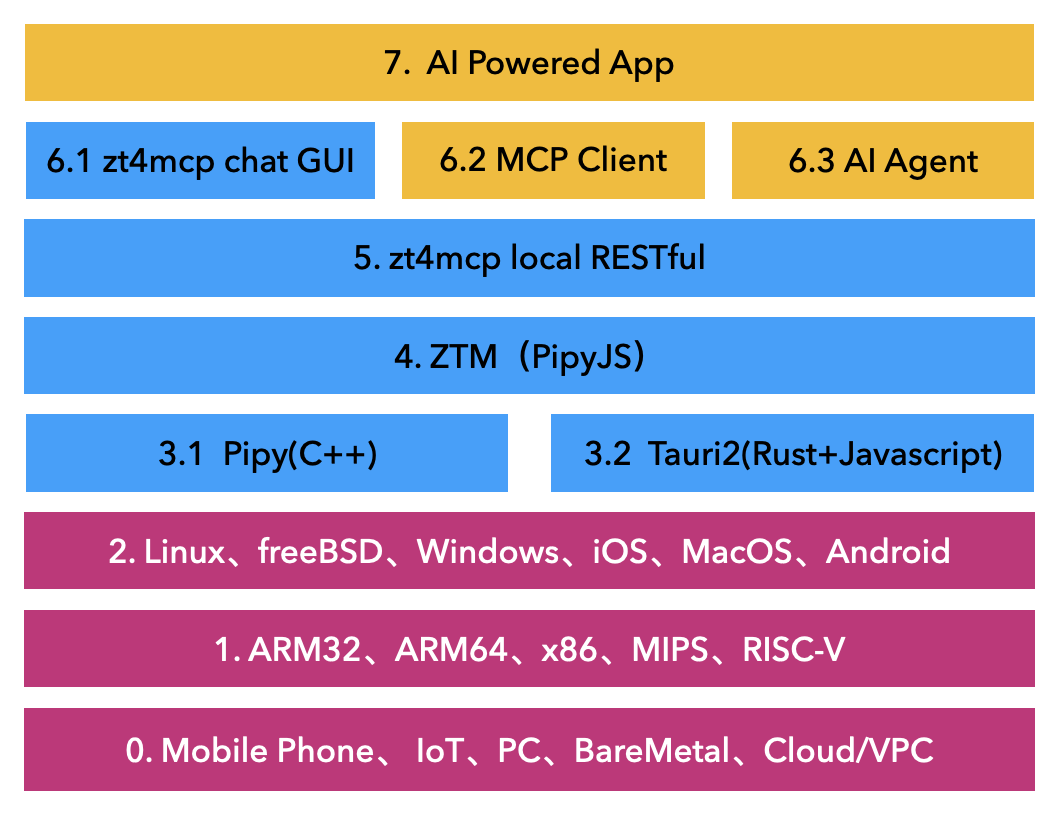 7. AI Powered App
6.1 zt4mcp chat GUI
6.2 MCP Client
6.3 AI Agent
5. zt4mcp local RESTful
4. ZTM（PipyJS）
3.1 Pipy(C++)
3.2 Tauri2(Rust+Javascript)
2. Linux、freeBSD、Windows、iOS、MacOS、Android
1. ARM32、ARM64、x86、MIPS、RISC-V
0. Mobile Phone、 IoT、PC、BareMetal、Cloud/VPC